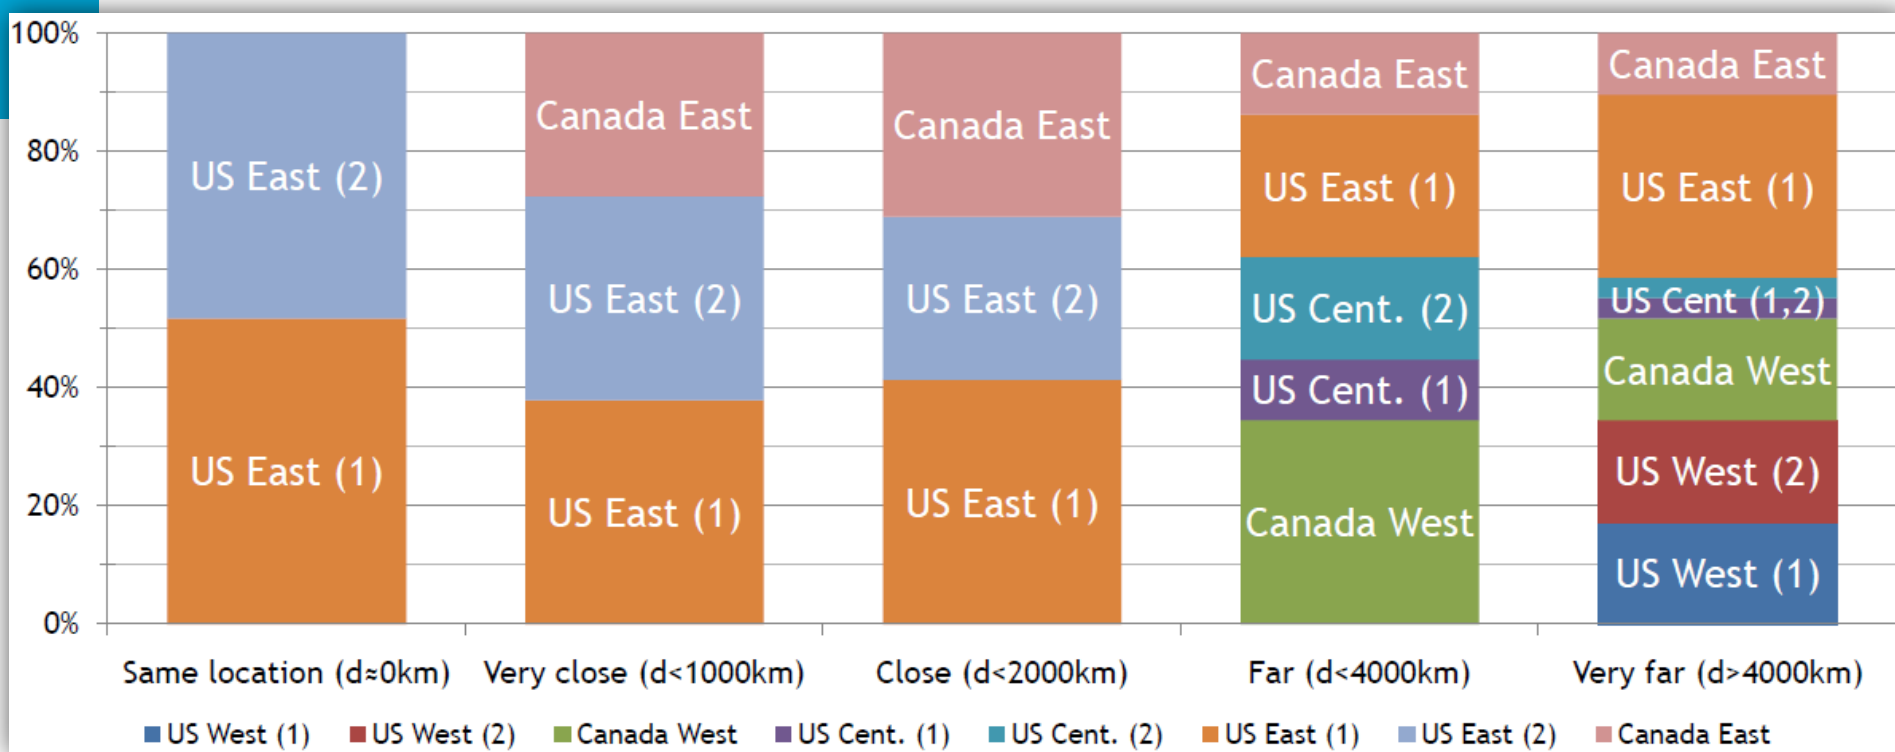 100%
80%
60%
40%
20%
0%
US East (2)
US East (1)
Canada East
US East (2)
US East (1)
Canada East
US East (2)
US East (1)
Canada East
US East (1)
US Cent. (2)
US Cent. (1)
Canada West
Canada East
US East (1)
US Cent (1,2)
Canada West
US West (2)
US West (1)
Same location (d≈0km)
Very close (d<1000km)
Close (d<2000km)
Far (d<4000km)
Very far (d>4000km)
US West (1) US West (2) Canada West US Cent. (1) US Cent. (2) US East (1) US East (2) Canada East